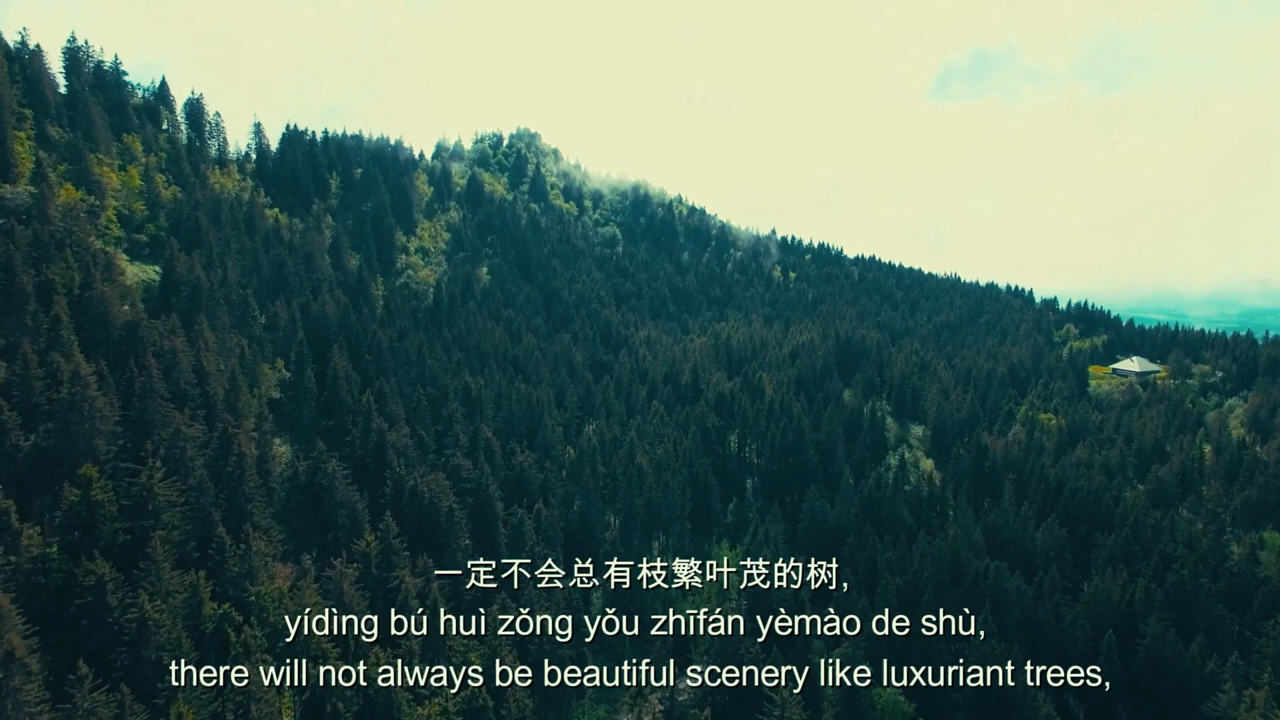 一定不会总有枝繁叶茂的树,
yídìng bú huì zǒng yǒu zhīfán yèmào de shù,
there will not always be beautiful scenery like luxuriant trees,